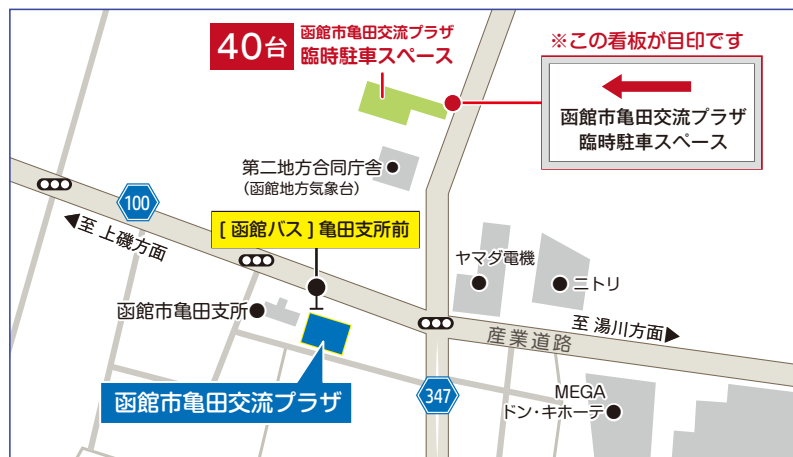 40台
函館市亀田交流プラザ
臨時駐車スペース
※この看板が目印です
函館市亀田交流プラザ
臨時駐車スペース
第二地方合同庁舎
(函館地方気象台)
100
至 上磯方面
[ 函館バス ] 亀田支所前
ヤマダ電機
ニトリ
函館市亀田支所
産業道路
至 湯川方面
函館市亀田交流プラザ
347
MEGA
ドン・キホーテ